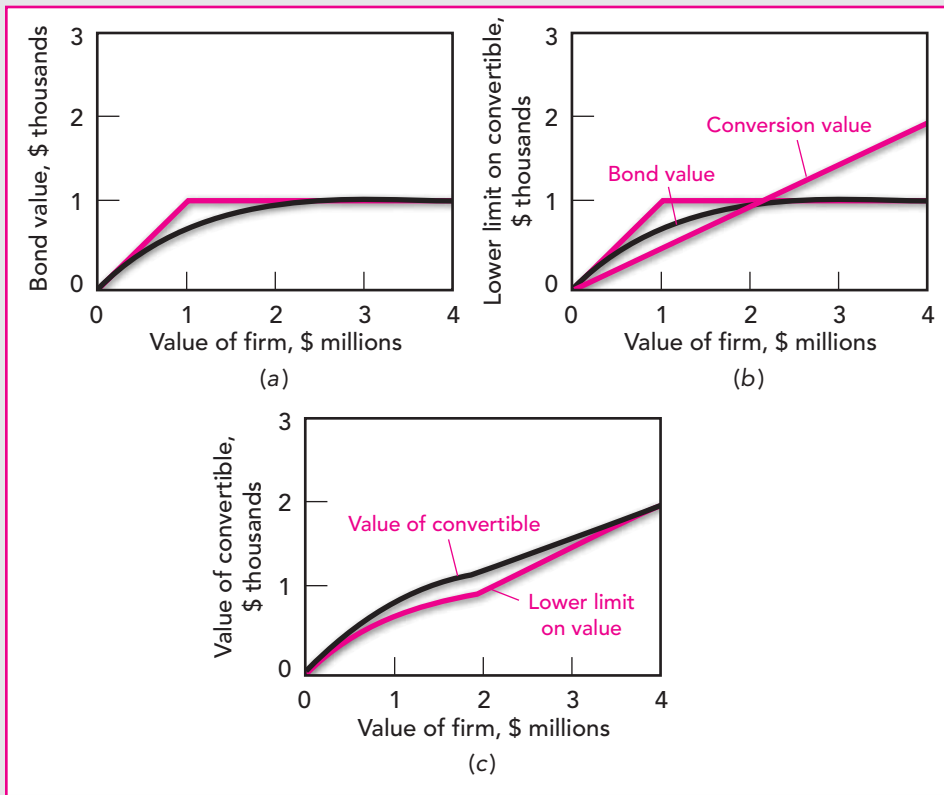 Bond value, $ thousands
3
2
1
0
0 1 2 3 4
Value of firm, $ millions
(a)
Lower limit on convertible,
$ thousands
3
2
1
0
Conversion value
Bond value
0 1 2 3 4
Value of firm, $ millions
(b)
Value of convertible,
$ thousands
3
2
1
0
Value of convertible
Lower limit
on value
0 1 2 3 4
Value of firm, $ millions
(c)